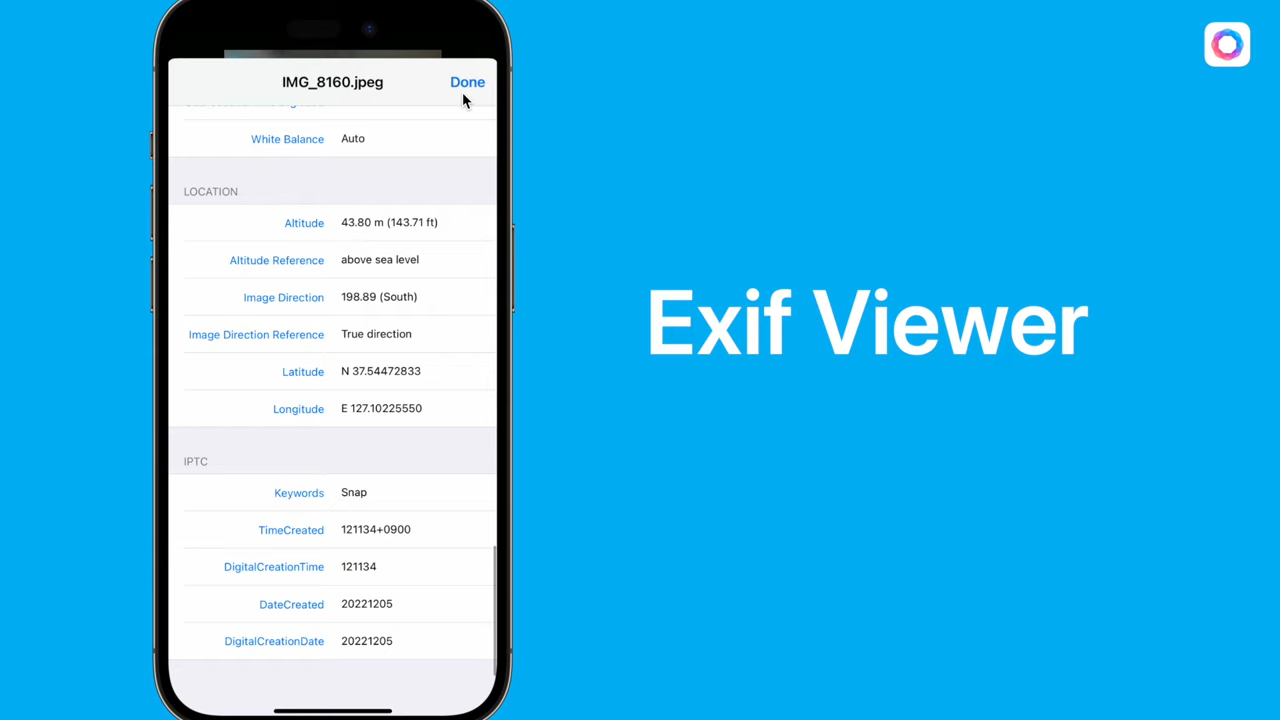 IMG_8160.jpeg
Done
White Balance Auto
LOCATION
Altitude 43.80 m (143.71 ft)
Altitude Reference above sea level
Image Direction 198.89 (South)
Image Direction Reference True direction
Latitude N 37.54472833
Longitude E 127.10225550
IPTC
Keywords Snap
TimeCreated 121134+0900
DigitalCreationTime 121134
DateCreated 20221205
DigitalCreationDate 20221205
Exif Viewer